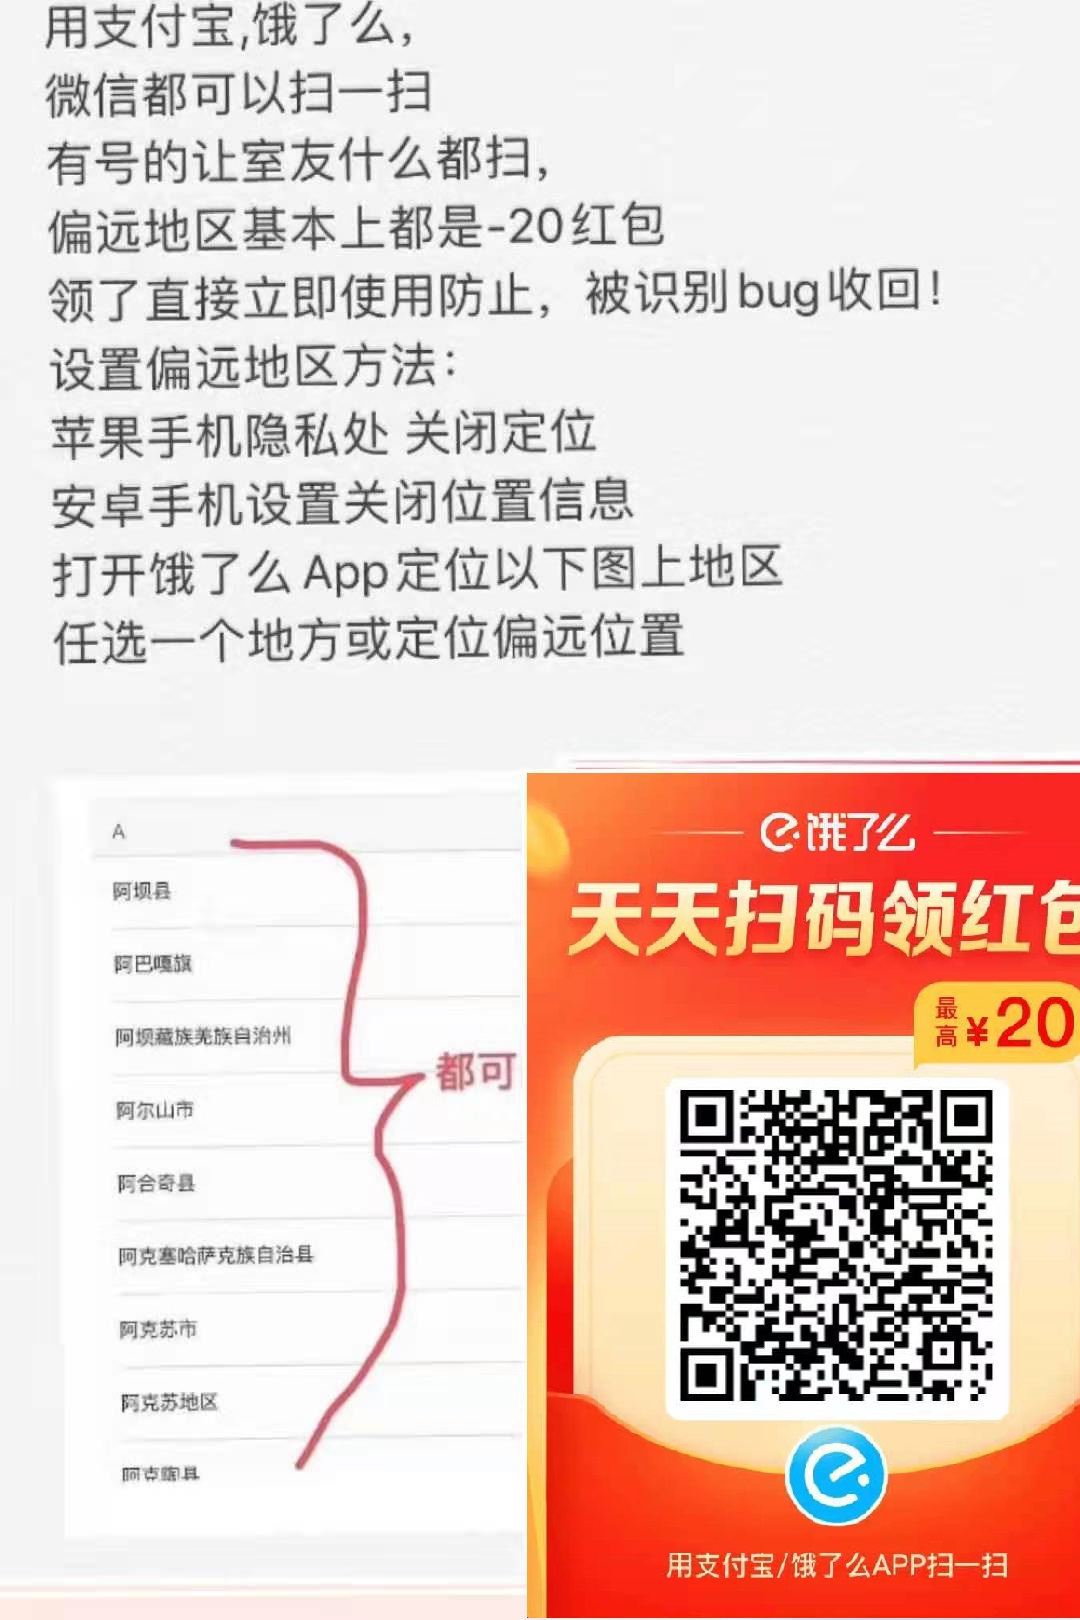 用支付宝,饿了么，
微信都可以扫一扫
有号的让室友什么都扫，
偏远地区基本上都是-20红包
领了直接立即使用防止，被识别bug收回！
设置偏远地区方法：
苹果手机隐私处 关闭定位
安卓手机设置关闭位置信息
打开饿了么App定位以下图上地区
任选一个地方或定位偏远位置
A
阿坝县
阿巴嘎旗
阿坝藏族羌族自治州
阿尔山市
阿合奇县
阿克塞哈萨克族自治县
阿克苏市
阿克苏地区
阿克陶县
都可
饿了么
天天扫码领红包
最高¥20
用支付宝/饿了么APP扫一扫